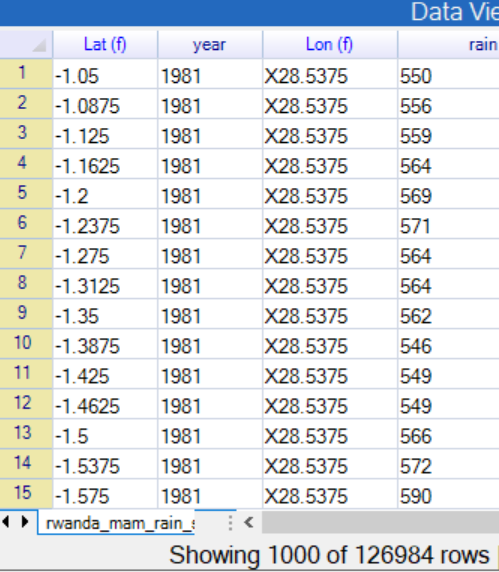 Data Vie
Lat (f) year Lon (f) rain
1 -1.05 1981 X28.5375 550
2 -1.0875 1981 X28.5375 556
3 -1.125 1981 X28.5375 559
4 -1.1625 1981 X28.5375 564
5 -1.2 1981 X28.5375 569
6 -1.2375 1981 X28.5375 571
7 -1.275 1981 X28.5375 564
8 -1.3125 1981 X28.5375 564
9 -1.35 1981 X28.5375 562
10 -1.3875 1981 X28.5375 546
11 -1.425 1981 X28.5375 549
12 -1.4625 1981 X28.5375 549
13 -1.5 1981 X28.5375 566
14 -1.5375 1981 X28.5375 572
15 -1.575 1981 X28.5375 590
rwanda_mam_rain_s
Showing 1000 of 126984 rows